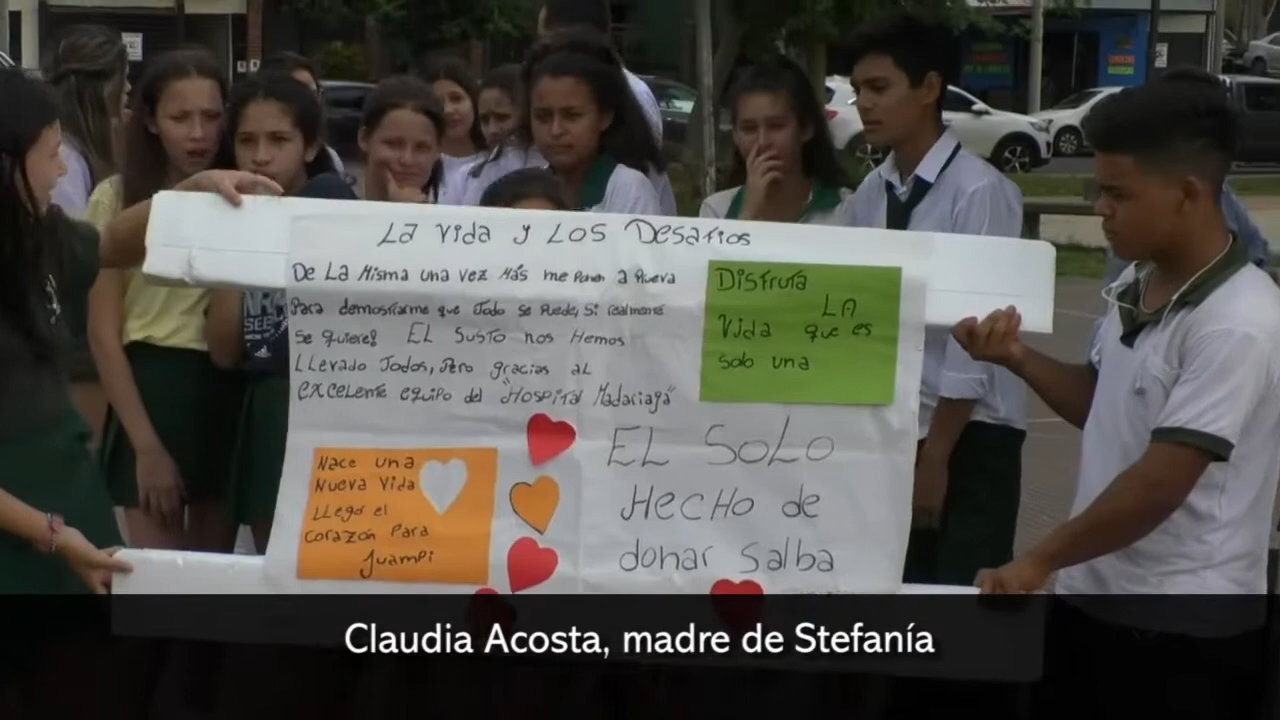 La Vida y LOS Desafios
De La Misma una vez Más me Ponen a Prueva
Para demostrarme que Todo se Puede, Si realmente
se quiere! EL Susto nos Hemos
LLevado Todos, Pero gracias al
excelente equipo del "Hospital Madariaga"
Disfruta
LA
Vida que es
solo una
Nace una
Nueva Vida
LLegó el
corazón Para
Juampi
EL SoLo
Hecho de
donar Salba
Claudia Acosta, madre de Stefanía